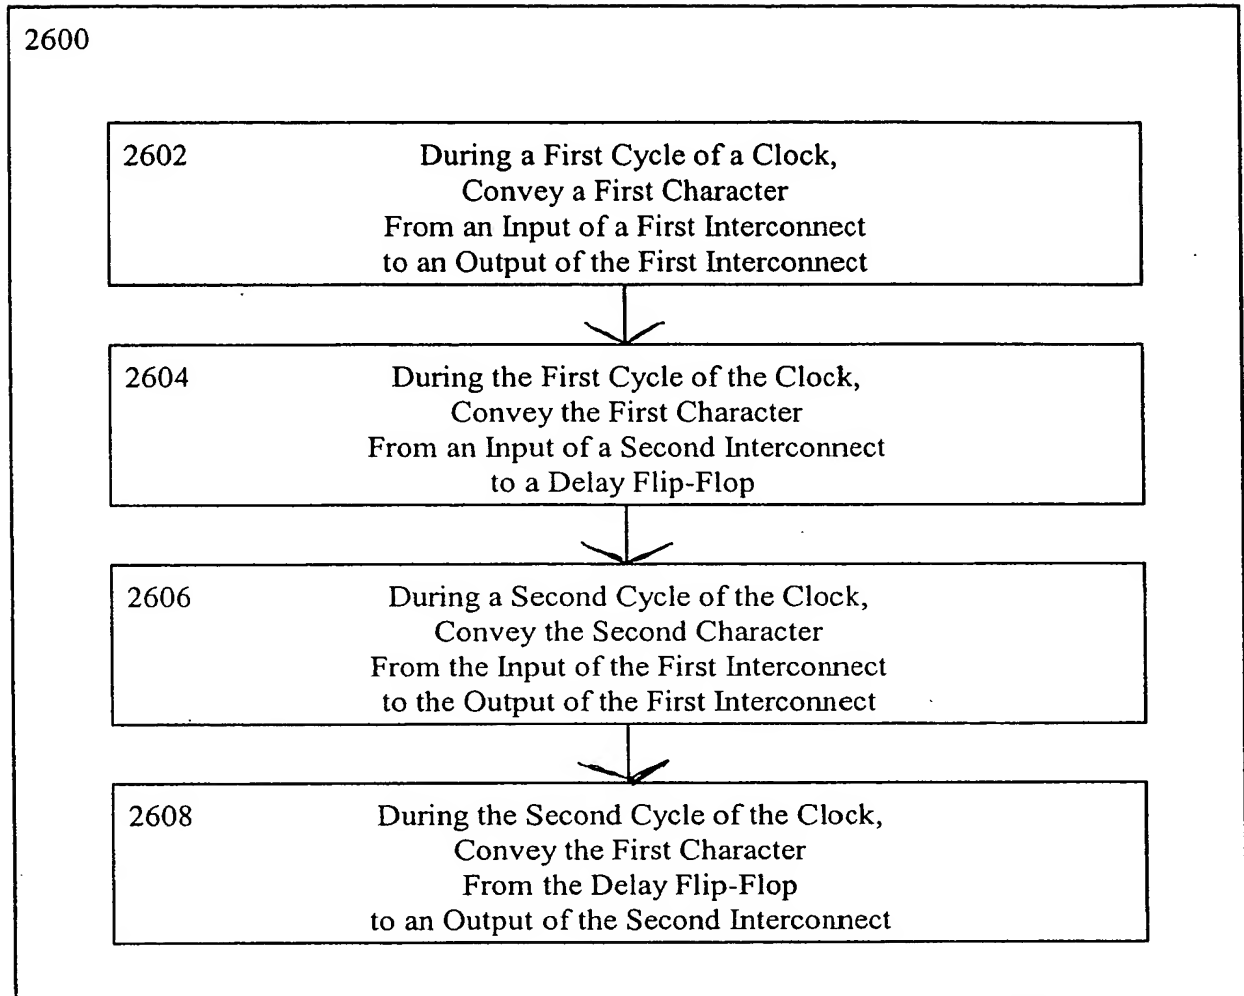 2600
2602
During a First Cycle of a Clock,
Convey a First Character
From an Input of a First Interconnect
to an Output of the First Interconnect
2604
During the First Cycle of the Clock,
Convey the First Character
From an Input of a Second Interconnect
to a Delay Flip-Flop
2606
During a Second Cycle of the Clock,
Convey the Second Character
From the Input of the First Interconnect
to the Output of the First Interconnect
2608
During the Second Cycle of the Clock,
Convey the First Character
From the Delay Flip-Flop
to an Output of the Second Interconnect